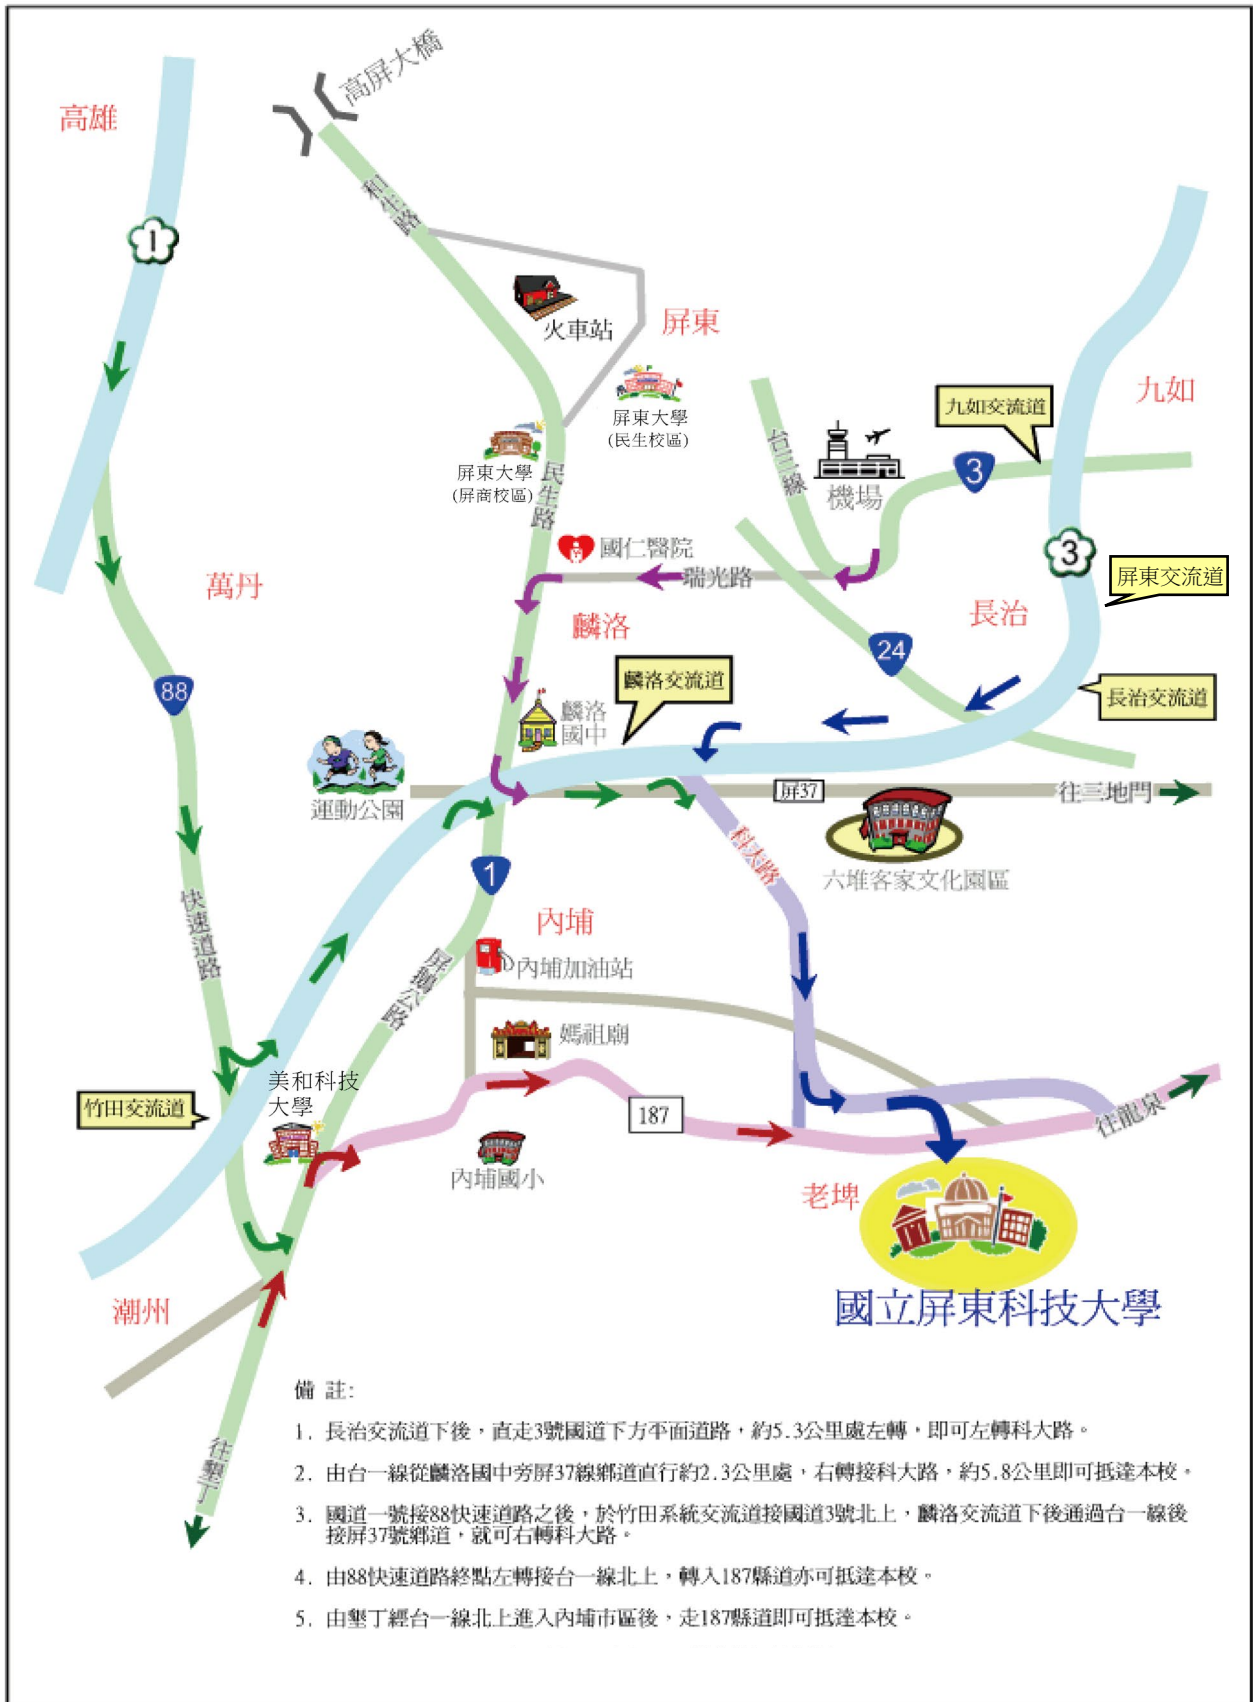 高屏大橋
高雄
和生路
1
火車站
屏東
九如
九如交流道
屏東大學
(民生校區)
台三線
3
屏東大學
(屏商校區)
民生路
機場
國仁醫院
3
瑞光路
屏東交流道
萬丹
麟洛
長治
24
88
麟洛交流道
長治交流道
麟洛
國中
運動公園
屏37
往三地門
科大路
1
六堆客家文化園區
快速道路
內埔
屏鵝公路
內埔加油站
媽祖廟
美和科技
大學
竹田交流道
187
往龍泉
內埔國小
老埤
潮州
國立屏東科技大學
往墾丁
備 註:
1. 長治交流道下後，直走3號國道下方平面道路，約5.3公里處左轉，即可左轉科大路。
2. 由台一線從麟洛國中旁屏37線鄉道直行約2.3公里處，右轉接科大路，約5.8公里即可抵達本校。
3. 國道一號接88快速道路之後，於竹田系統交流道接國道3號北上，麟洛交流道下後通過台一線後
接屏37號鄉道，就可右轉科大路。
4. 由88快速道路終點左轉接台一線北上，轉入187縣道亦可抵達本校。
5. 由墾丁經台一線北上進入內埔市區後，走187縣道即可抵達本校。